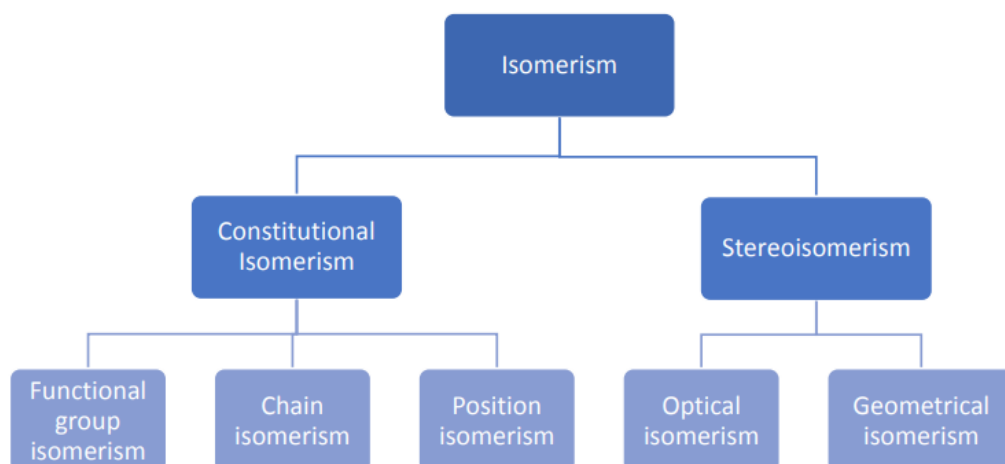 Isomerism
Constitutional
Isomerism
Stereoisomerism
Functional
group
isomerism
Chain
isomerism
Position
isomerism
Optical
isomerism
Geometrical
isomerism